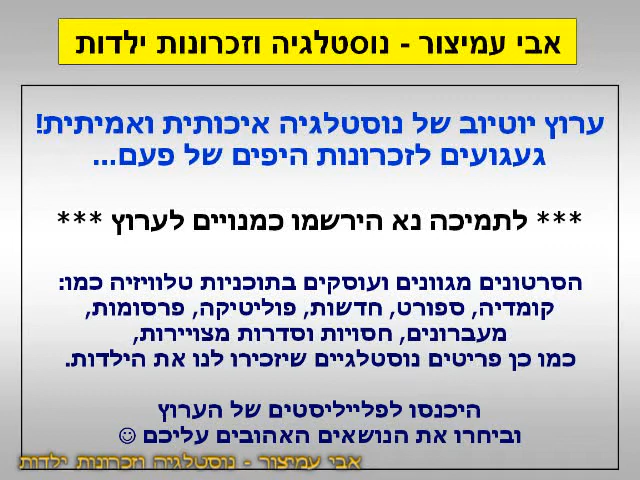 אבי עמיצור - נוסטלגיה וזכרונות ילדות
ערוץ יוטיוב של נוסטלגיה איכותית ואמיתית!
געגועים לזכרונות היפים של פעם...
*** לתמיכה נא הירשמו כמנויים לערוץ ***
הסרטונים מגוונים ועוסקים בתוכניות טלוויזיה כמו:
קומדיה, ספורט, חדשות, פוליטיקה, פרסומות,
מעברונים, חסויות וסדרות מצויירות,
כמו כן פריטים נוסטלגיים שיזכירו לנו את הילדות.
היכנסו לפלייליסטים של הערוץ
וביחרו את הנושאים האהובים עליכם ☺
אבי עמיצור - נוסטלגיה וזכרונות ילדות